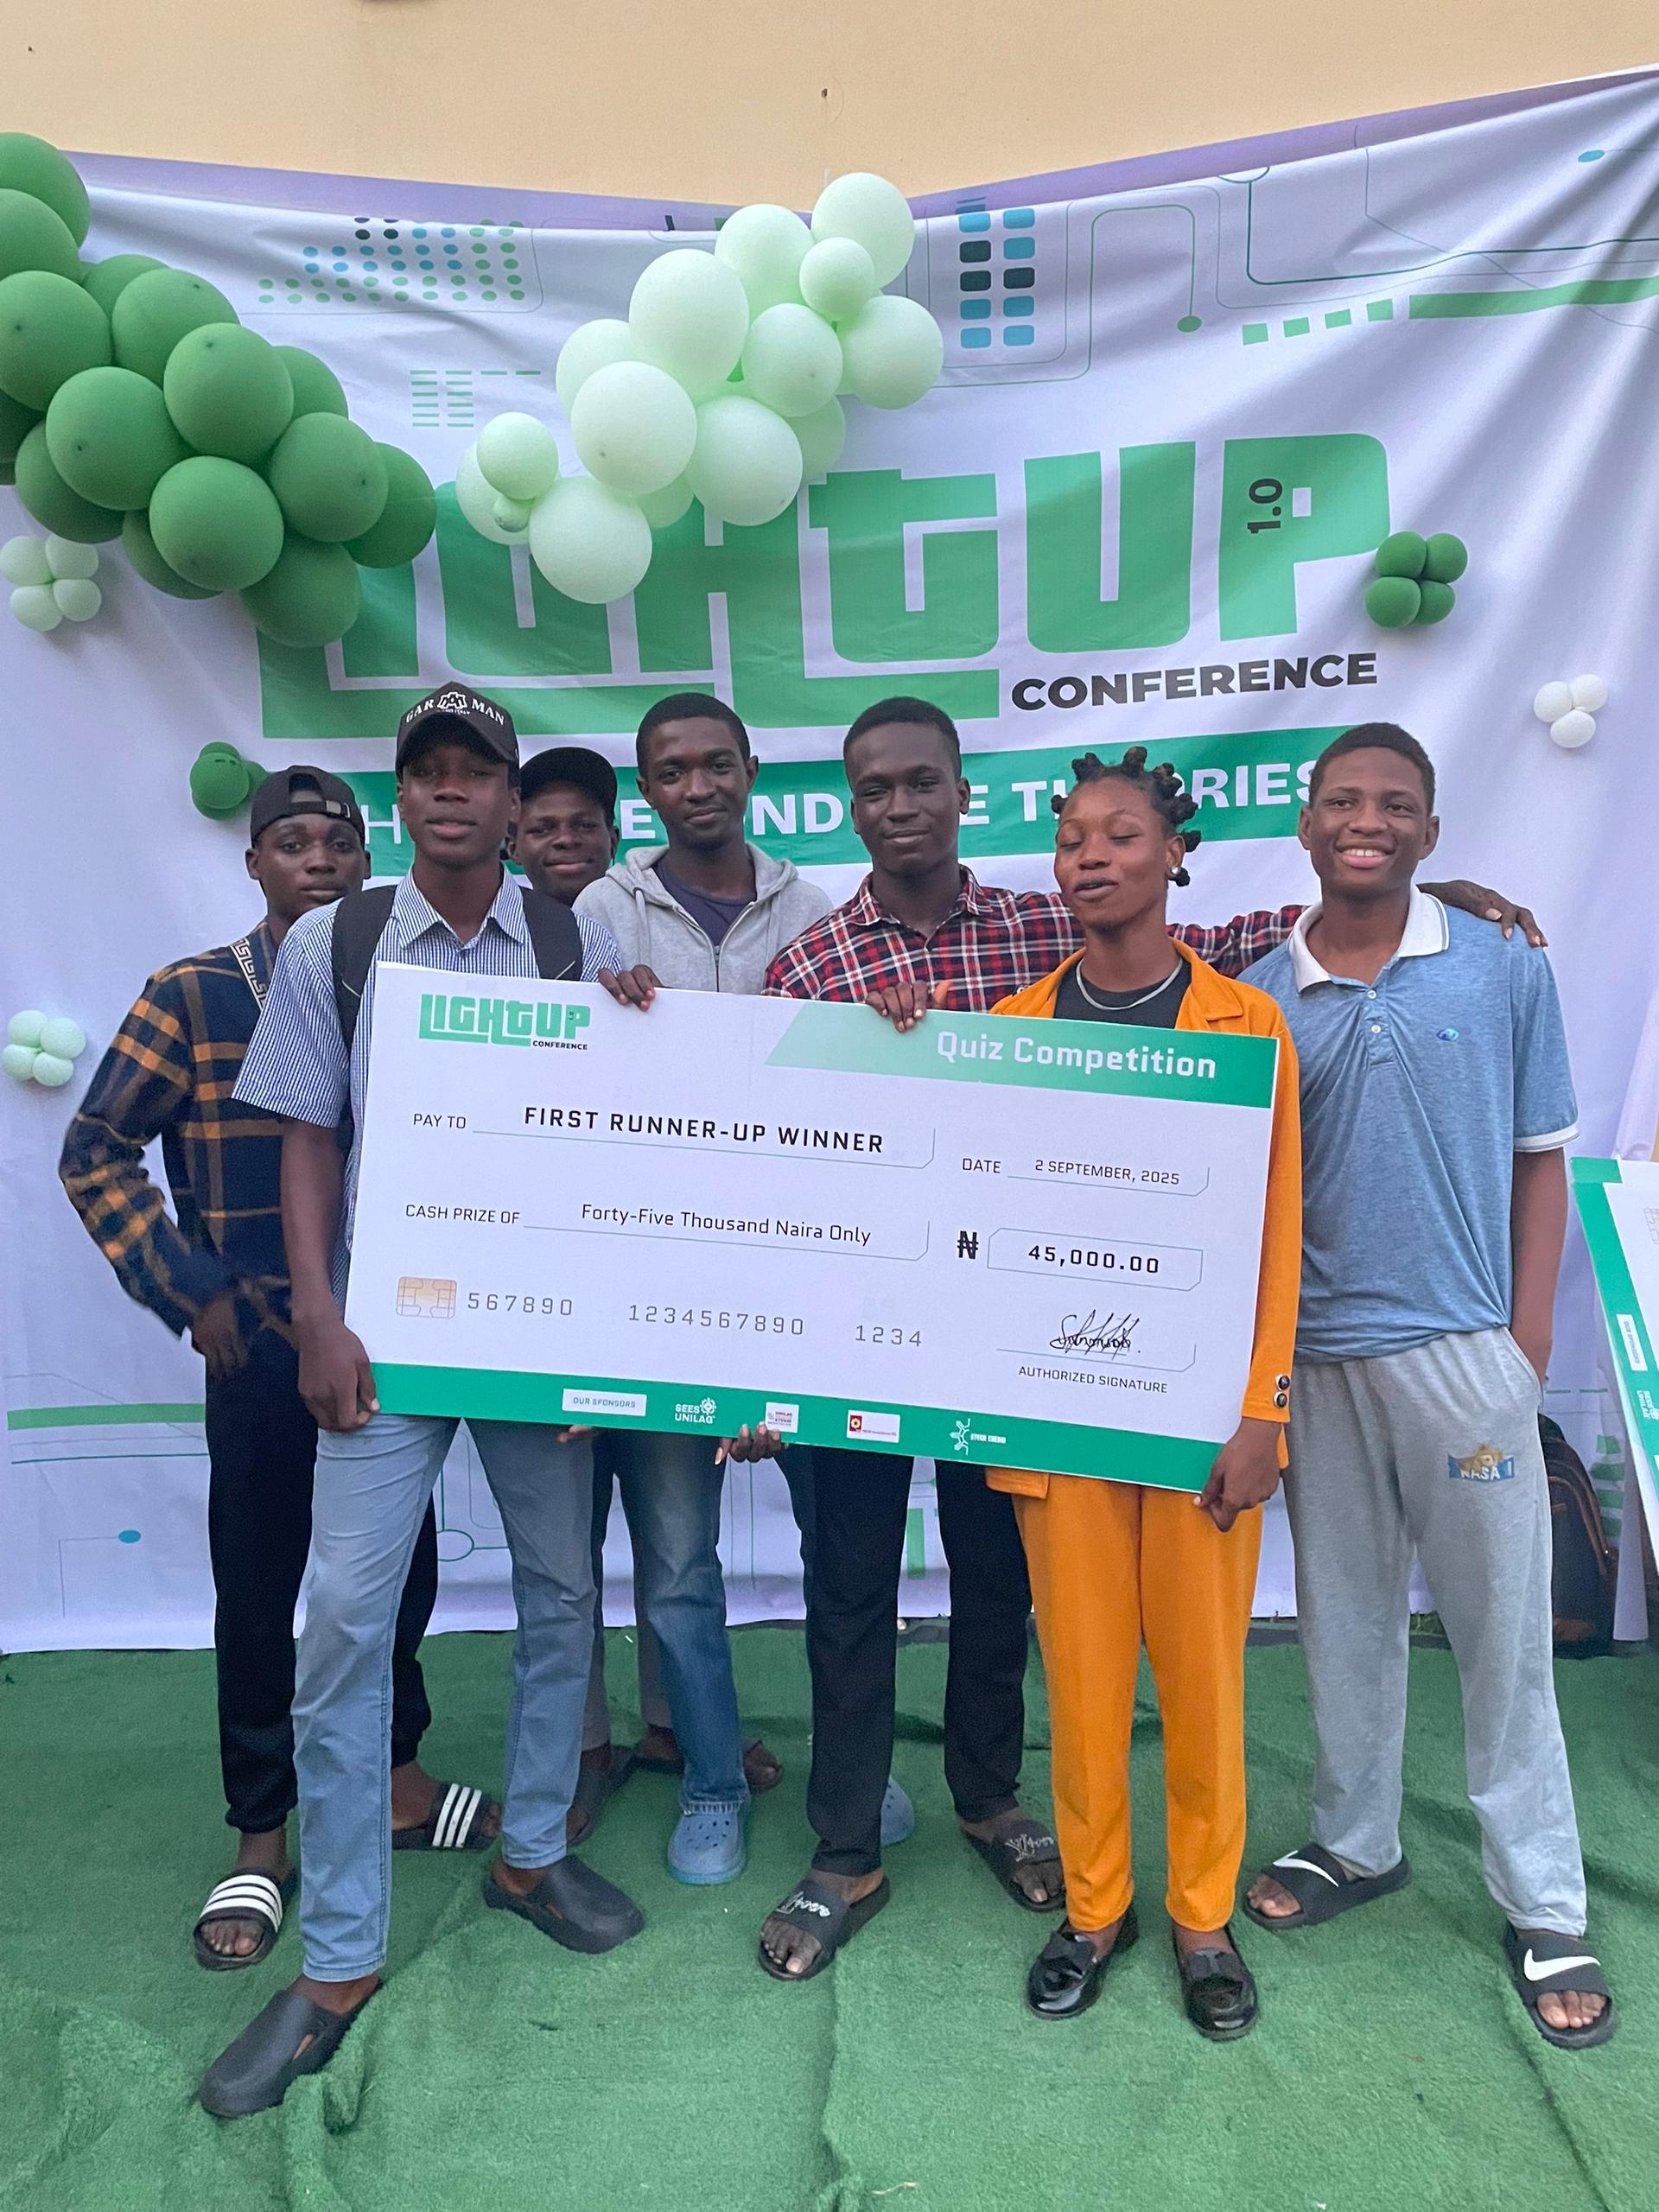 LIGHtUP
1.0
CONFERENCE
GAR MAN
LIGHtUP
CONFERENCE
Quiz Competition
PAY TO FIRST RUNNER-UP WINNER
DATE 2 SEPTEMBER, 2025
CASH PRIZE OF Forty-Five Thousand Naira Only
₦ 45,000.00
567890 1234567890 1234
AUTHORIZED SIGNATURE
OUR SPONSORS
SEES
UNILAG
NASA